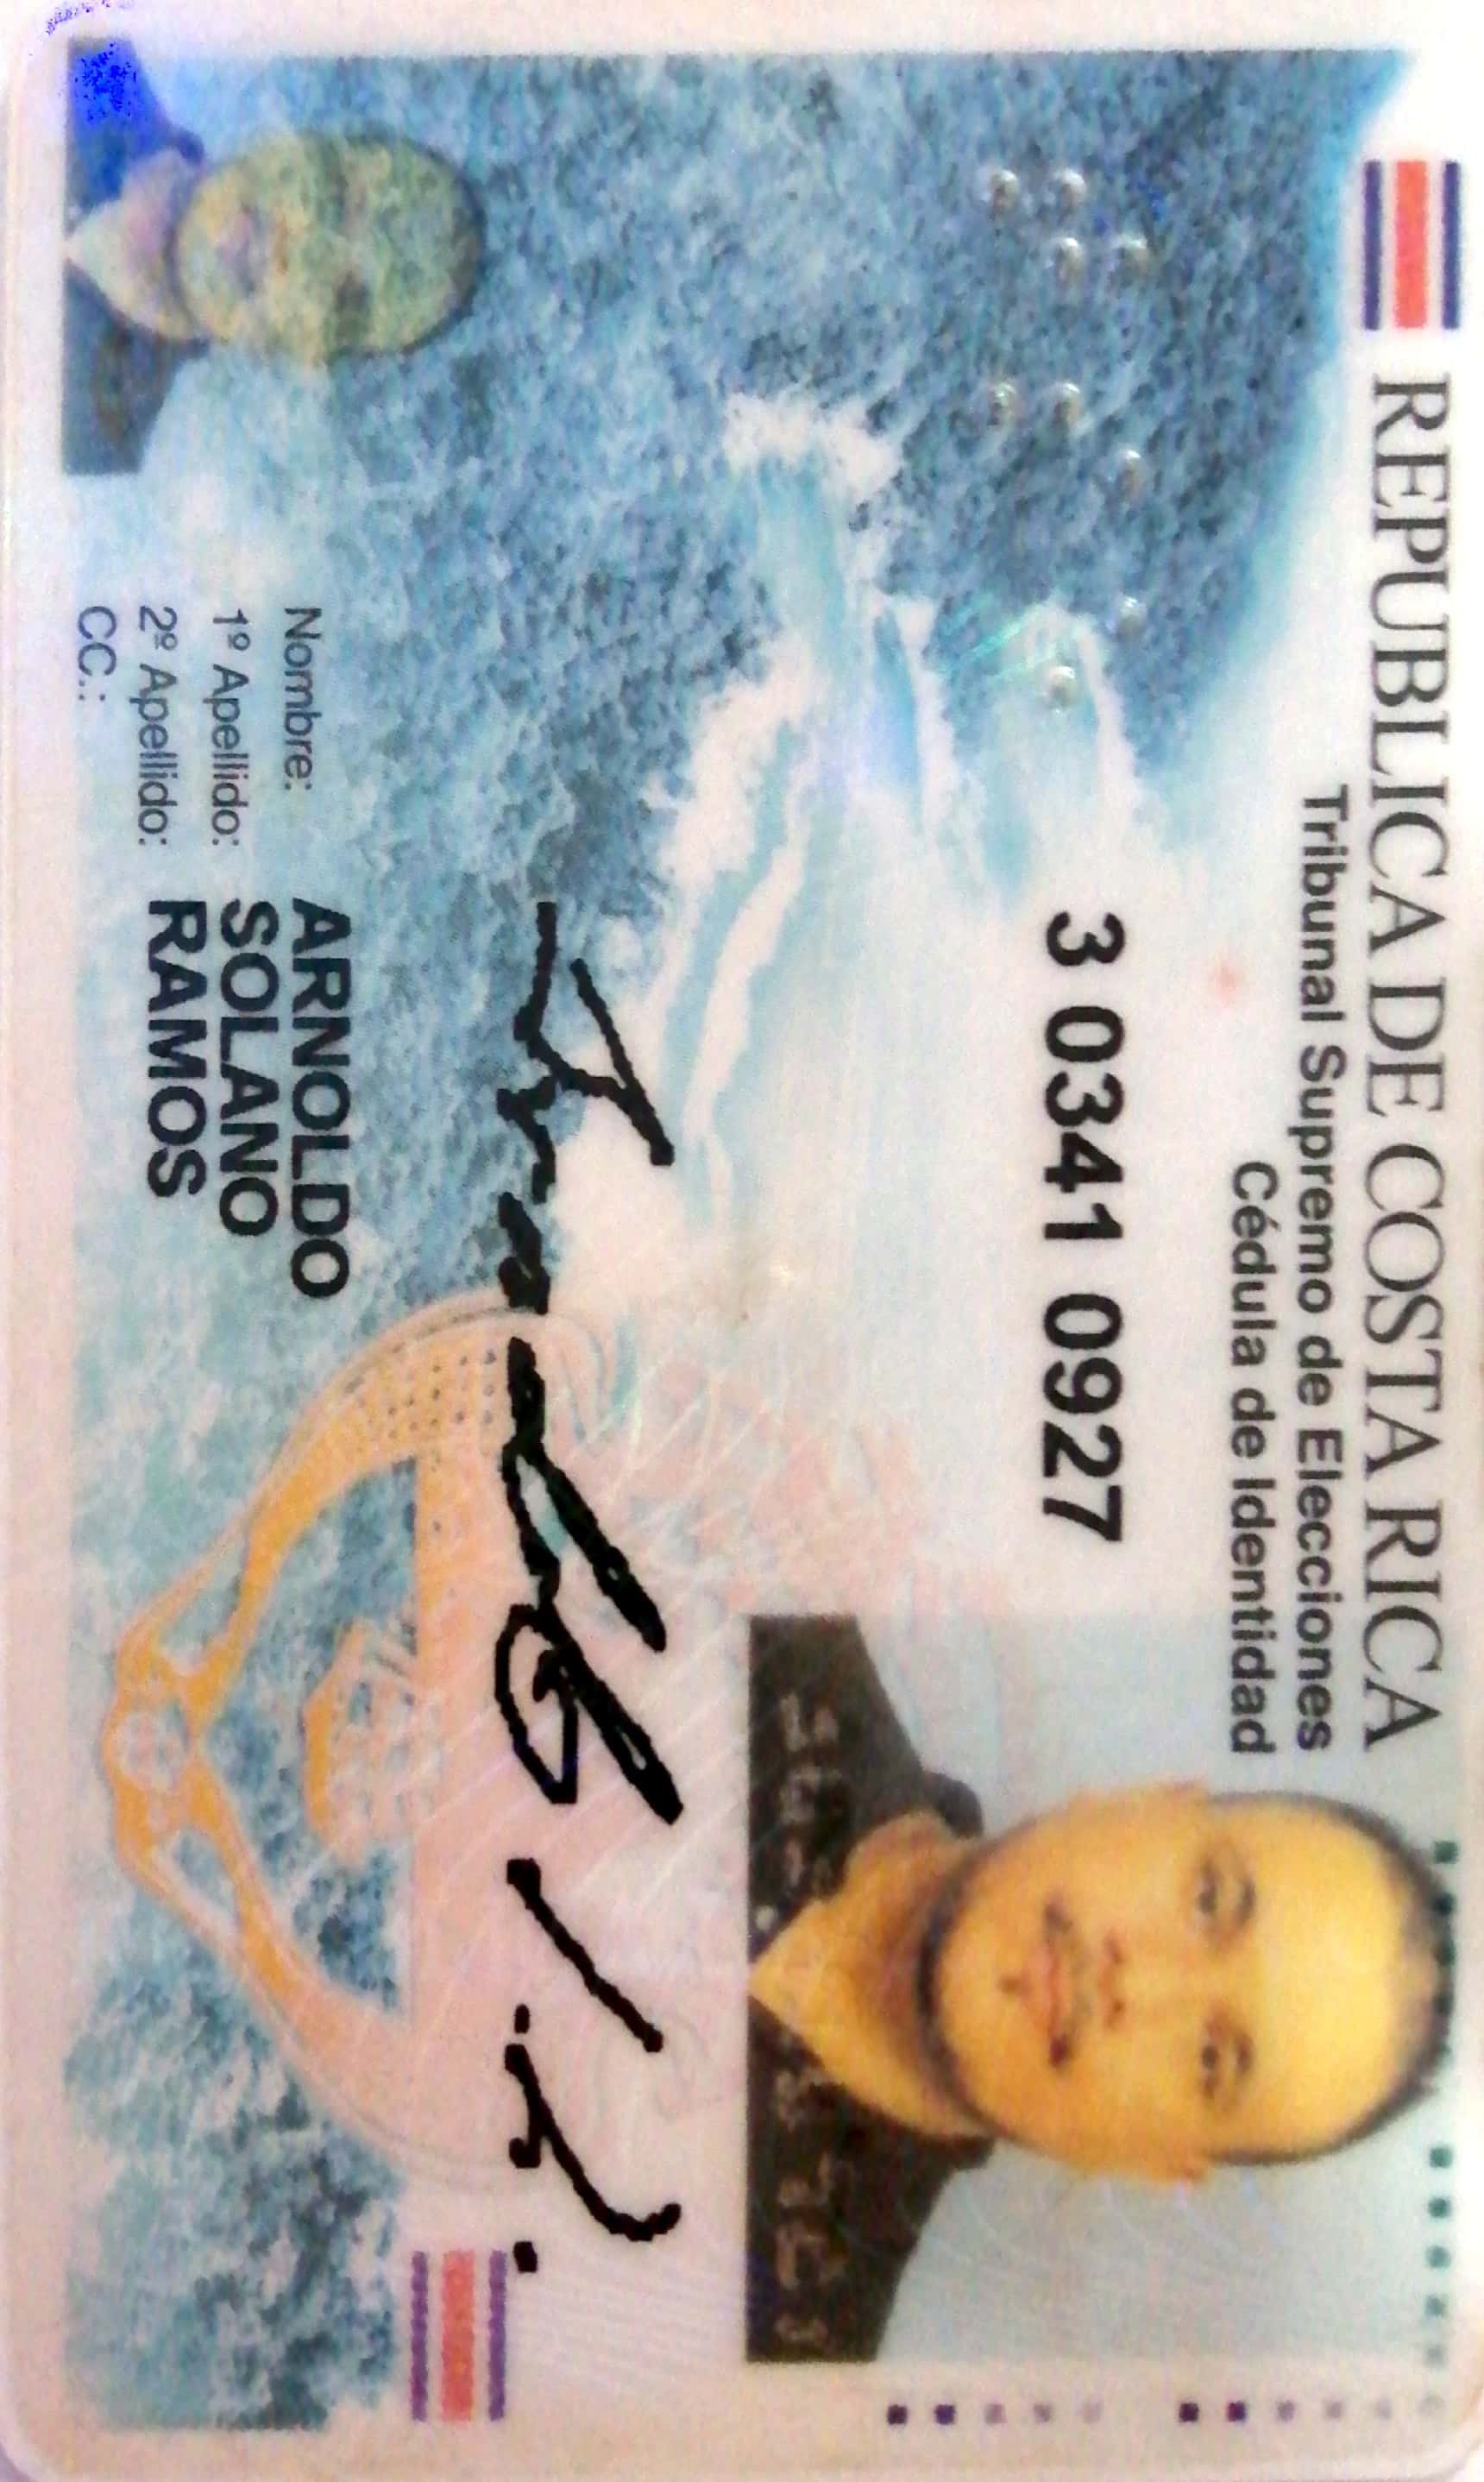 REPUBLICA DE COSTA RICA
Tribunal Supremo de Elecciones
Cédula de Identidad
3 0341 0927
Nombre: ARNOLDO
1º Apellido: SOLANO
2º Apellido: RAMOS
CC.: